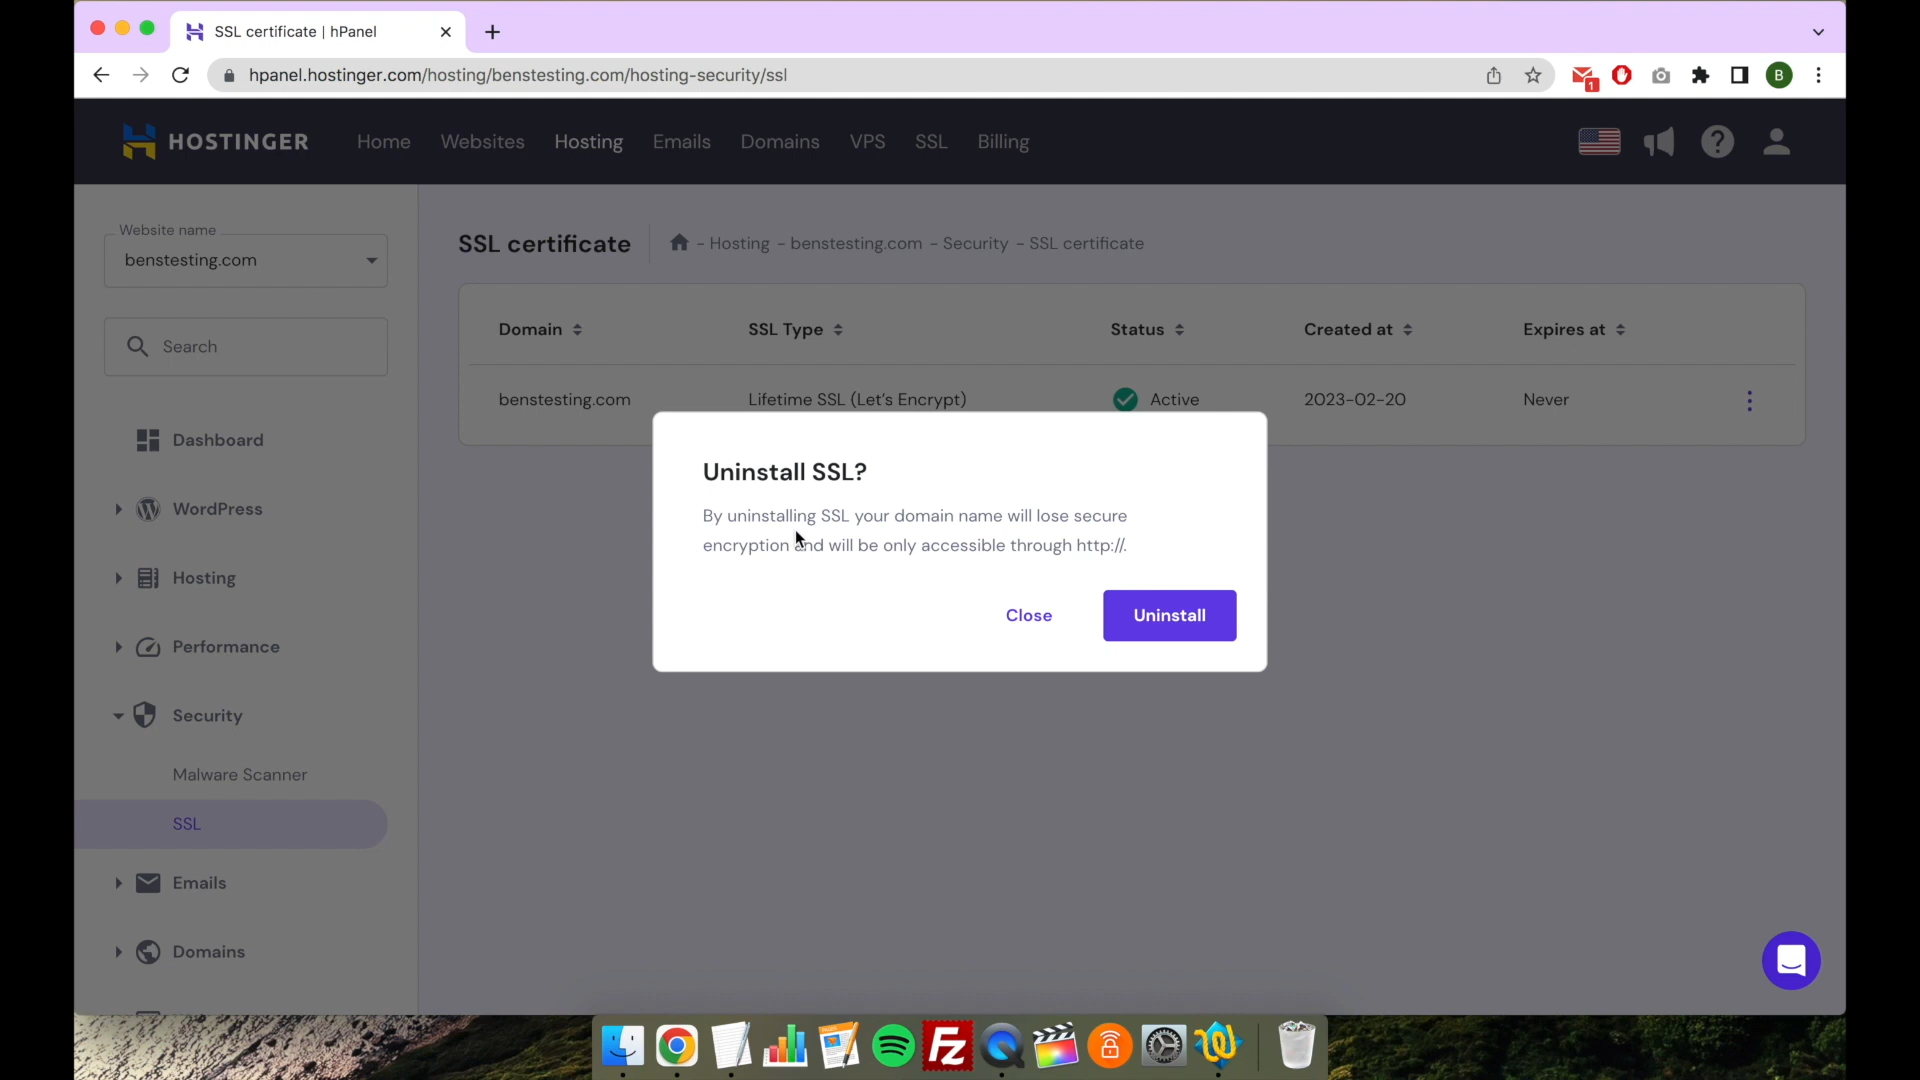 SSL certificate | hPanel
hpanel.hostinger.com/hosting/benstesting.com/hosting-security/ssl
1
B
HOSTINGER
Home
Websites
Hosting
Emails
Domains
VPS
SSL
Billing
?
Website name
benstesting.com
Search
Dashboard
WordPress
Hosting
Performance
Security
Malware Scanner
SSL
Emails
Domains
SSL certificate
- Hosting - benstesting.com - Security - SSL certificate
Domain
SSL Type
Status
Created at
Expires at
benstesting.com
Lifetime SSL (Let's Encrypt)
Active
2023-02-20
Never
Uninstall SSL?
By uninstalling SSL your domain name will lose secure
encryption and will be only accessible through http://.
Close
Uninstall
Fz